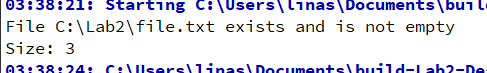 03:38:21: Starting C:\Users\linas\Documents\buil
File C:\Lab2\file.txt exists and is not empty
Size: 3
03:38:24: C:\Users\linas\Documents\build-Lab2-De